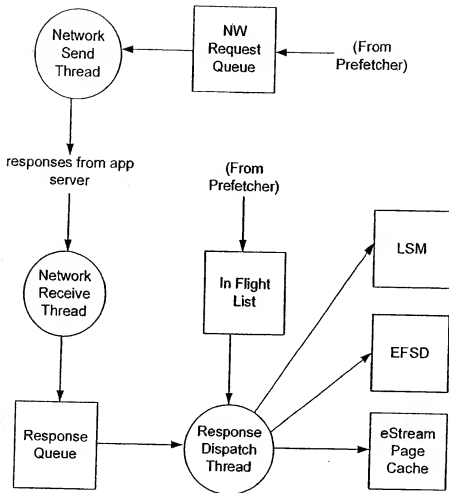 Network
Send
Thread
NW
Request
Queue
(From
Prefetcher)
responses from app
server
(From
Prefetcher)
Network
Receive
Thread
In Flight
List
LSM
EFSD
Response
Queue
Response
Dispatch
Thread
eStream
Page
Cache